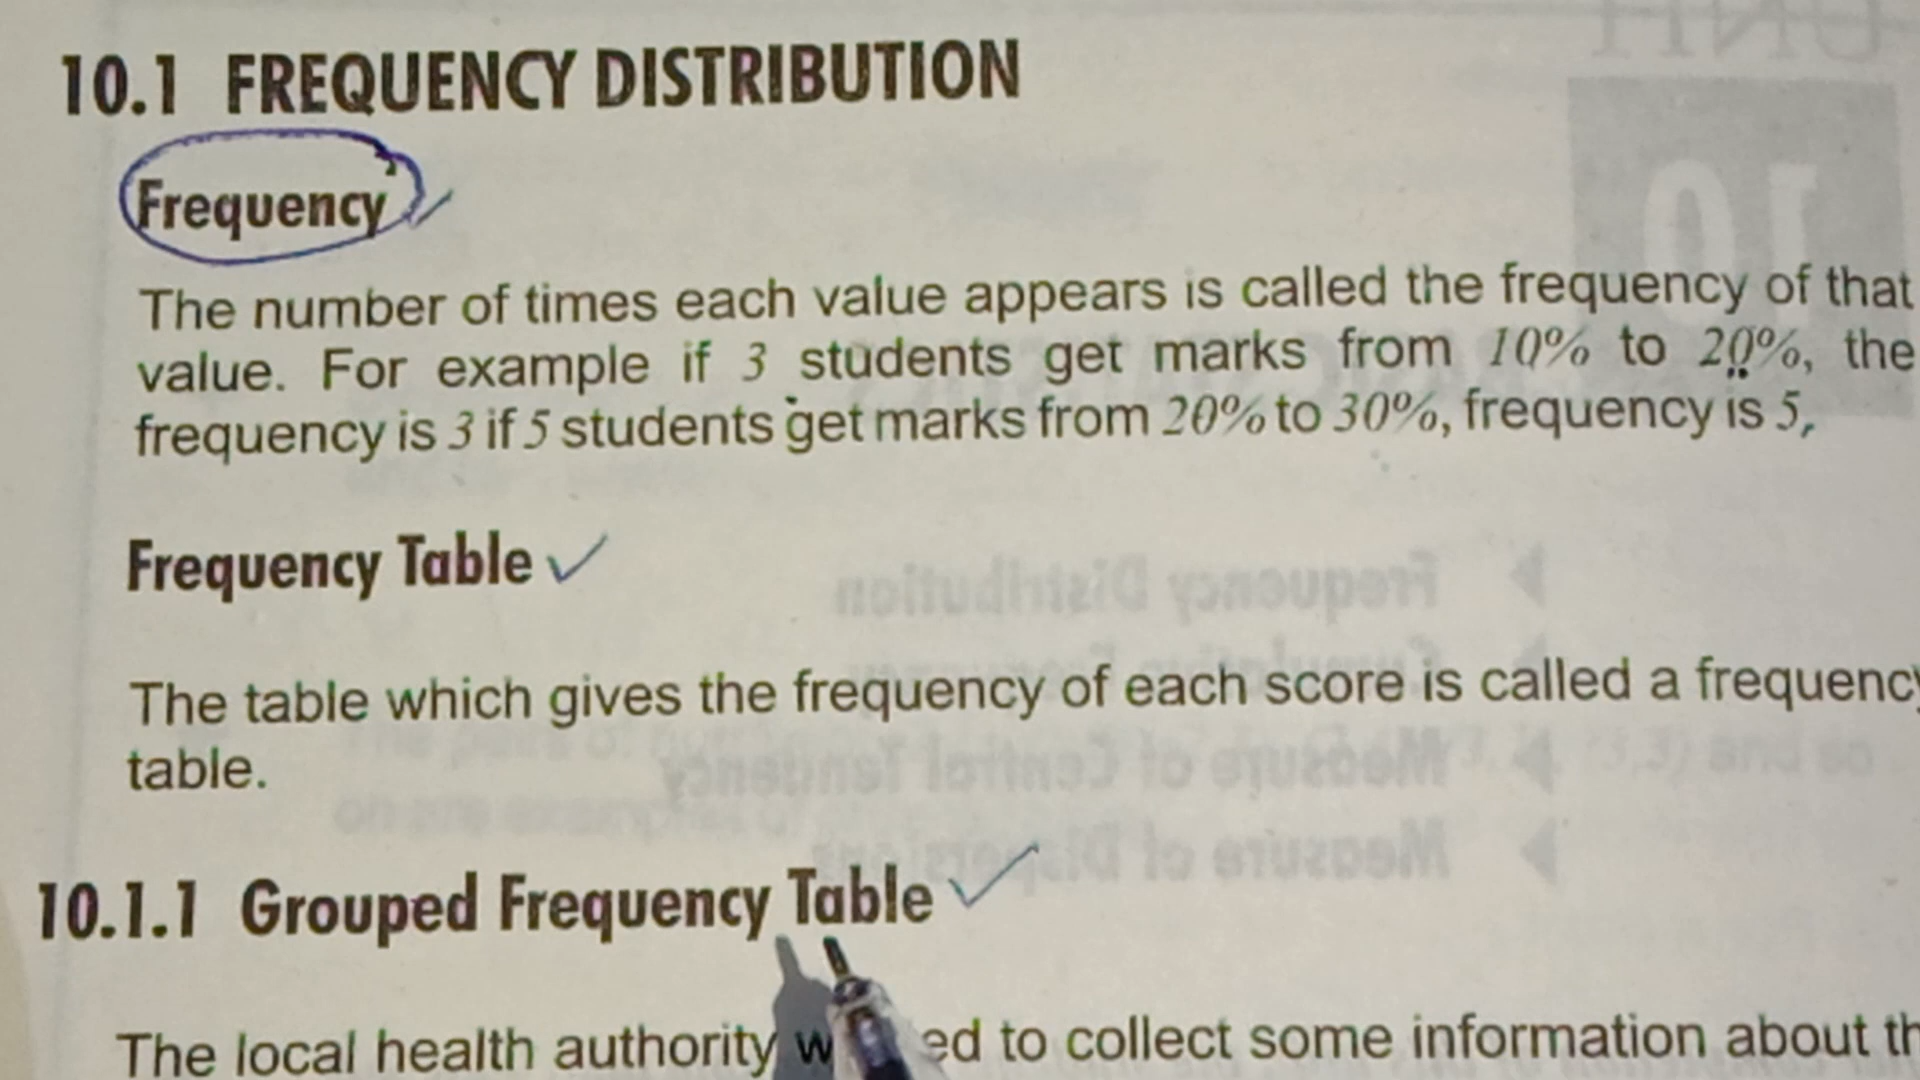 10.1 FREQUENCY DISTRIBUTION
Frequency
The number of times each value appears is called the frequency of that
value. For example if 3 students get marks from 10% to 20%, the
frequency is 3 if 5 students get marks from 20% to 30%, frequency is 5,
Frequency Table
The table which gives the frequency of each score is called a frequency
table.
10.1.1 Grouped Frequency Table
The local health authority to collect some information about